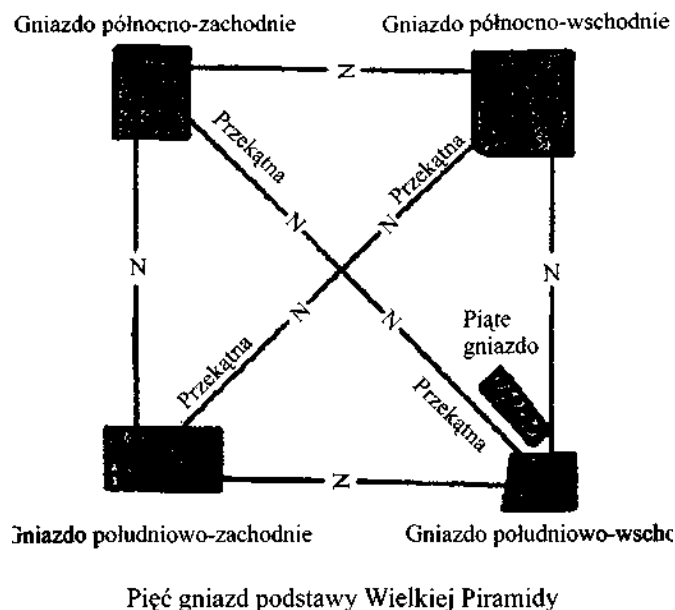 Gniazdo północno-zachodnie
Gniazdo północno-wschodnie
N
Przekątna
Przekątna
N
N
N
N
N
N
Piąte
gniazdo
Przekątna
Przekątna
N
Gniazdo południowo-zachodnie
Gniazdo południowo-wscho
Pięć gniazd podstawy Wielkiej Piramidy